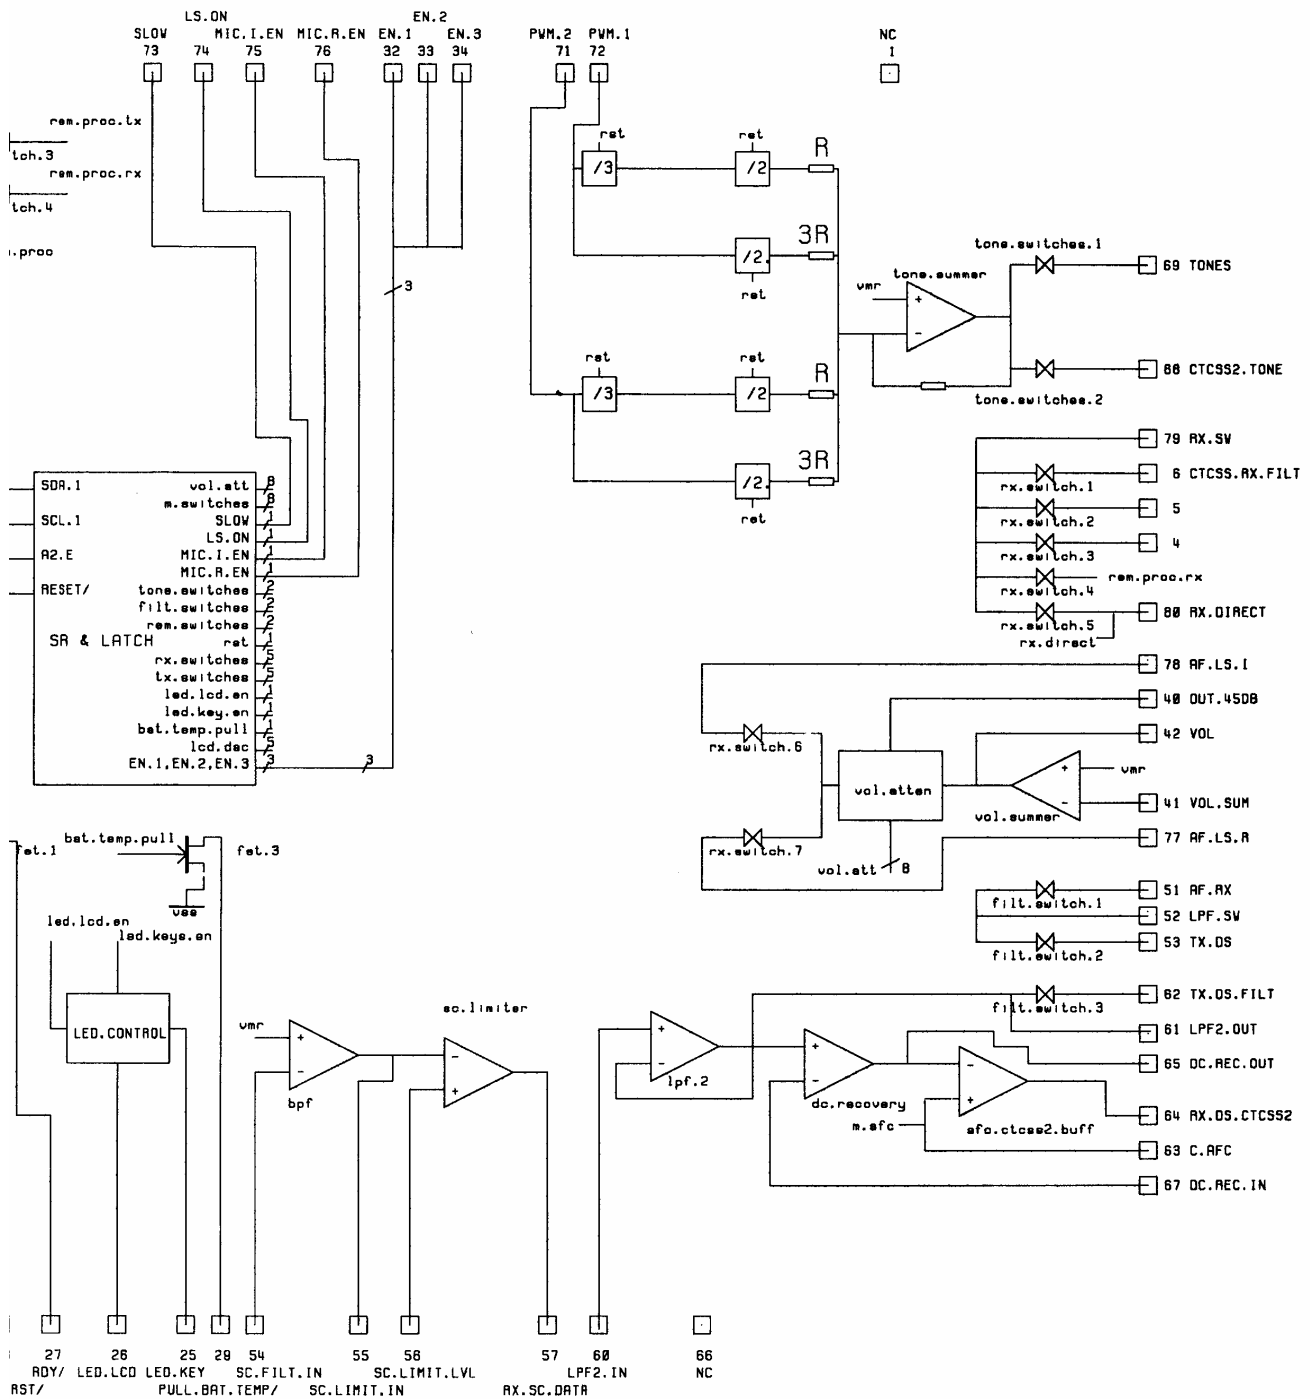 LS.ON EN.2
SLOW MIC.I.EN MIC.R.EN EN.1 EN.3 PWM.2 PWM.1 NC
73 74 75 76 32 33 34 71 72 1
rem.proc.tx
tch.3
rem.proc.rx
tch.4
.proc
rst rst
/3 /2 R
3R
/2
rst
3
rst rst
/3 /2 R
3R
/2
rst
tone.switches.1
69 TONES
tone.summer
vmr
+
-
CTCSS2.TONE
tone.switches.2
79 RX.SW
6 CTCSS.RX.FILT
rx.switch.1
5
rx.switch.2
4
rx.switch.3
rem.proc.rx
rx.switch.4
80 RX.DIRECT
rx.switch.5
rx.direct
SDA.1 vol.att 8
m.switches 8
SCL.1 SLOW 1
LS.ON 1
A2.E MIC.I.EN 1
MIC.R.EN 1
RESET/ tone.switches 2
filt.switches 2
rem.switches 2
SR & LATCH rst 1
rx.switches 5
tx.switches 5
led.lcd.en 1
led.key.en 1
bat.temp.pull 1
lcd.dac 5
EN.1,EN.2,EN.3 3 3
78 AF.LS.I
40 OUT.45DB
42 VOL
rx.switch.6
vol.atten
+
vmr
-
41 VOL.SUM
vol.summer
77 AF.LS.R
rx.switch.7
vol.att 8
51 AF.RX
filt.switch.1
52 LPF.SW
53 TX.DS
filt.switch.2
bat.temp.pull
fet.1 fet.3
vss
led.lcd.en
led.keys.en
LED.CONTROL
vmr
+
-
bpf
sc.limiter
-
+
62 TX.DS.FILT
filt.switch.3
61 LPF2.OUT
65 DC.REC.OUT
+
-
lpf.2
+
-
dc.recovery
-
+
afc.ctcss2.buff
m.afc
64 RX.DS.CTCSS2
63 C.AFC
67 DC.REC.IN
27 26 25 29 54 55 56 57 60 66
RDY/ LED.LCD LED.KEY SC.FILT.IN SC.LIMIT.LVL LPF2.IN NC
RST/ PULL.BAT.TEMP/ SC.LIMIT.IN RX.SC.DATA